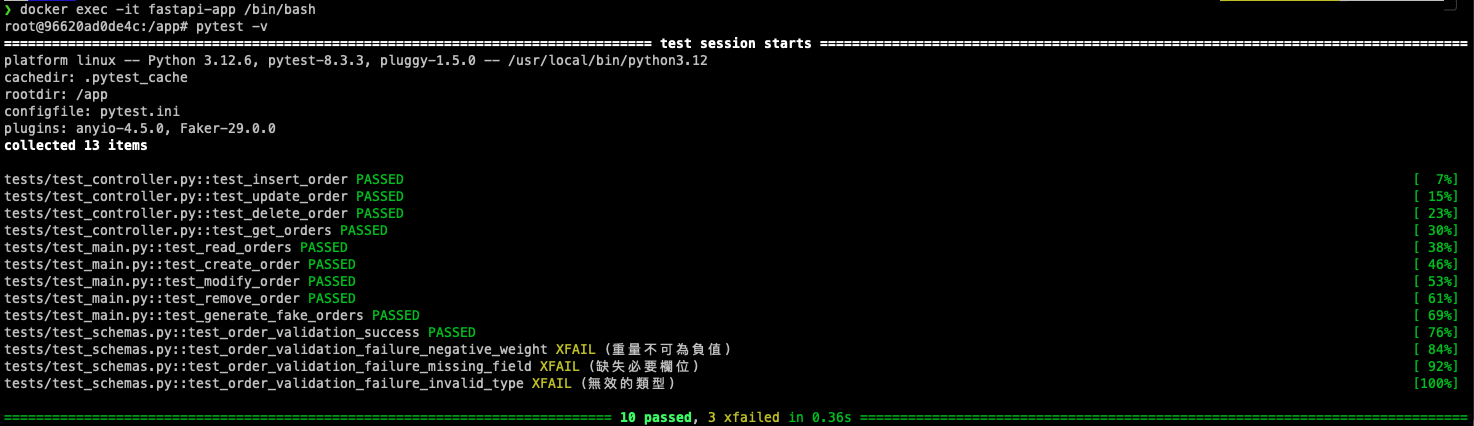 ❯ docker exec -it fastapi-app /bin/bash
root@96620ad0de4c:/app# pytest -v
================================================================================= test session starts =================================================================================
platform linux -- Python 3.12.6, pytest-8.3.3, pluggy-1.5.0 -- /usr/local/bin/python3.12
cachedir: .pytest_cache
rootdir: /app
configfile: pytest.ini
plugins: anyio-4.5.0, Faker-29.0.0
collected 13 items
tests/test_controller.py::test_insert_order PASSED [  7%]
tests/test_controller.py::test_update_order PASSED [ 15%]
tests/test_controller.py::test_delete_order PASSED [ 23%]
tests/test_controller.py::test_get_orders PASSED [ 30%]
tests/test_main.py::test_read_orders PASSED [ 38%]
tests/test_main.py::test_create_order PASSED [ 46%]
tests/test_main.py::test_modify_order PASSED [ 53%]
tests/test_main.py::test_remove_order PASSED [ 61%]
tests/test_main.py::test_generate_fake_orders PASSED [ 69%]
tests/test_schemas.py::test_order_validation_success PASSED [ 76%]
tests/test_schemas.py::test_order_validation_failure_negative_weight XFAIL (重量不可為負值) [ 84%]
tests/test_schemas.py::test_order_validation_failure_missing_field XFAIL (缺失必要欄位) [ 92%]
tests/test_schemas.py::test_order_validation_failure_invalid_type XFAIL (無效的類型) [100%]
============================================================================ 10 passed, 3 xfailed in 0.36s ============================================================================